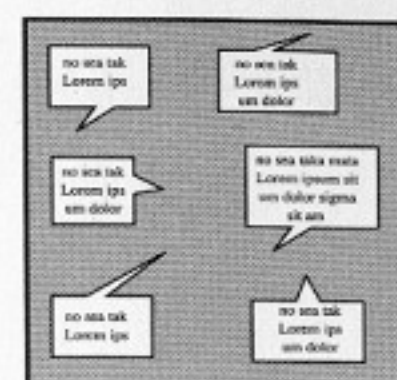 no sea tak
Lorem ips
no sea tak
Lorem ips
um dolor
no sea tak
Lorem ips
um dolor
no sea taka mata
Lorem ipsum sit
um dolor sigma
sit am
no sea tak
Lorem ips
no sea tak
Lorem ips
um dolor